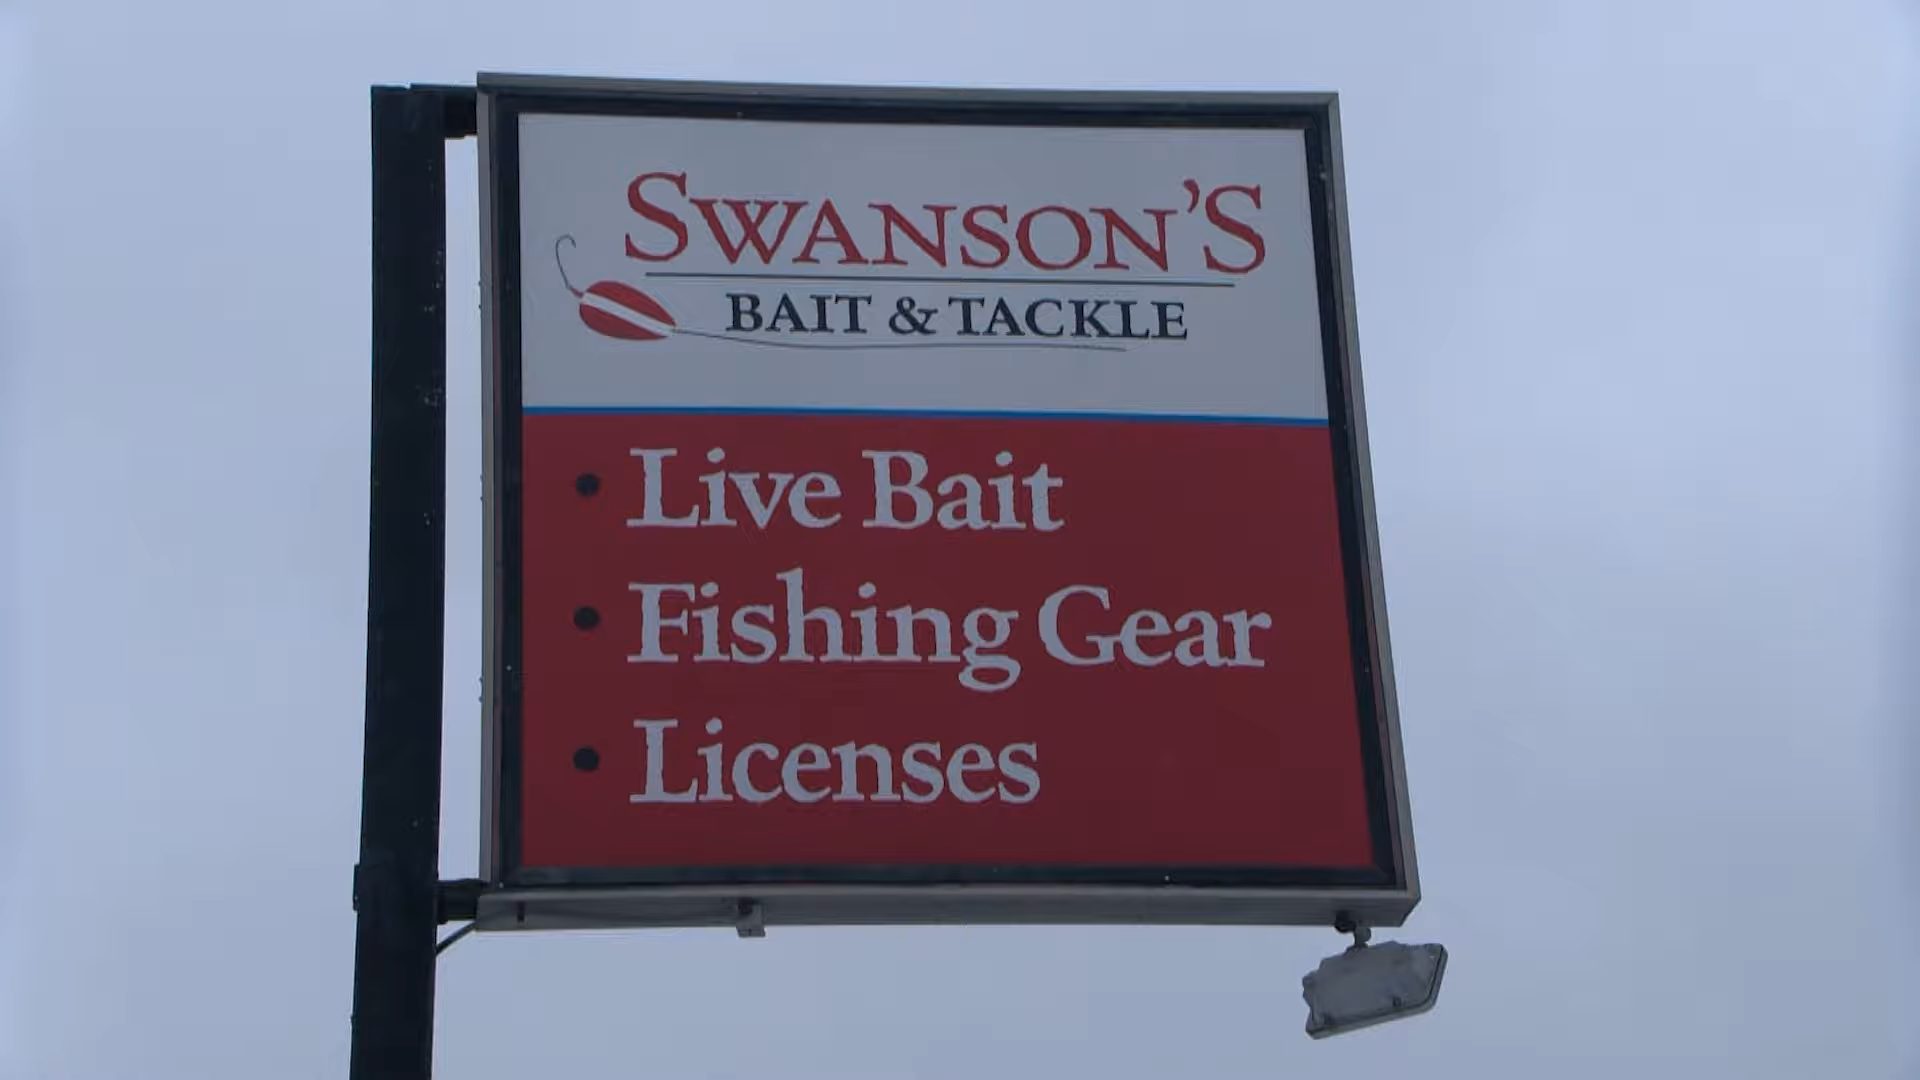 SWANSON'S
BAIT & TACKLE
• Live Bait
• Fishing Gear
• Licenses